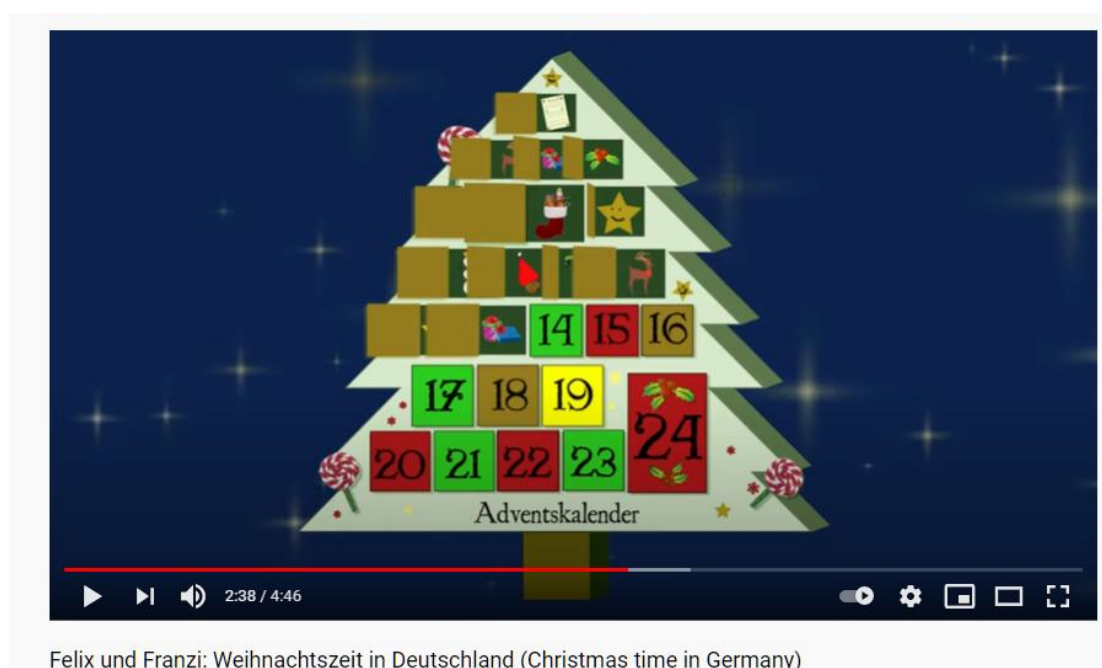 14 15 16
17 18 19
24
20 21 22 23
Adventskalender
2:38 / 4:46
Felix und Franzi: Weihnachtszeit in Deutschland (Christmas time in Germany)